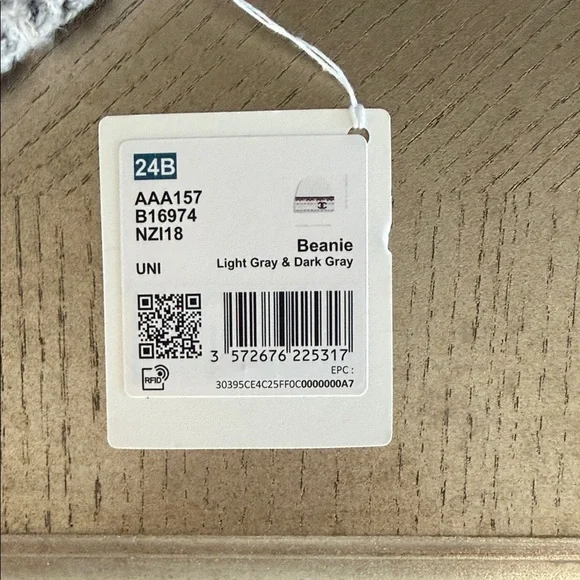 24B
AAA157
B16974
NZI18
UNI
Beanie
Light Gray & Dark Gray
3 572676 225317
EPC :
30395CE4C25FF0C0000000A7
RFID